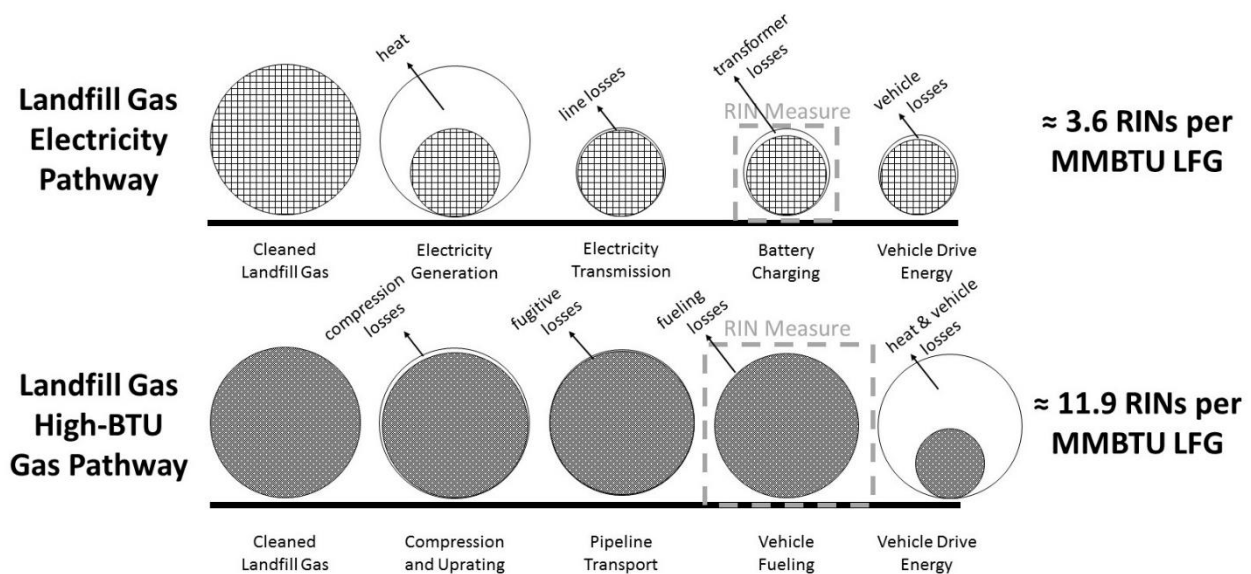 heat
line losses
transformer
losses
vehicle
losses
RIN Measure
Landfill Gas
Electricity
Pathway
≈ 3.6 RINs per
MMBTU LFG
Cleaned
Landfill Gas
Electricity
Generation
Electricity
Transmission
Battery
Charging
Vehicle Drive
Energy
compression
losses
fugitive
losses
fueling
losses
RIN Measure
heat & vehicle
losses
Landfill Gas
High-BTU
Gas Pathway
≈ 11.9 RINs per
MMBTU LFG
Cleaned
Landfill Gas
Compression
and Uprating
Pipeline
Transport
Vehicle
Fueling
Vehicle Drive
Energy